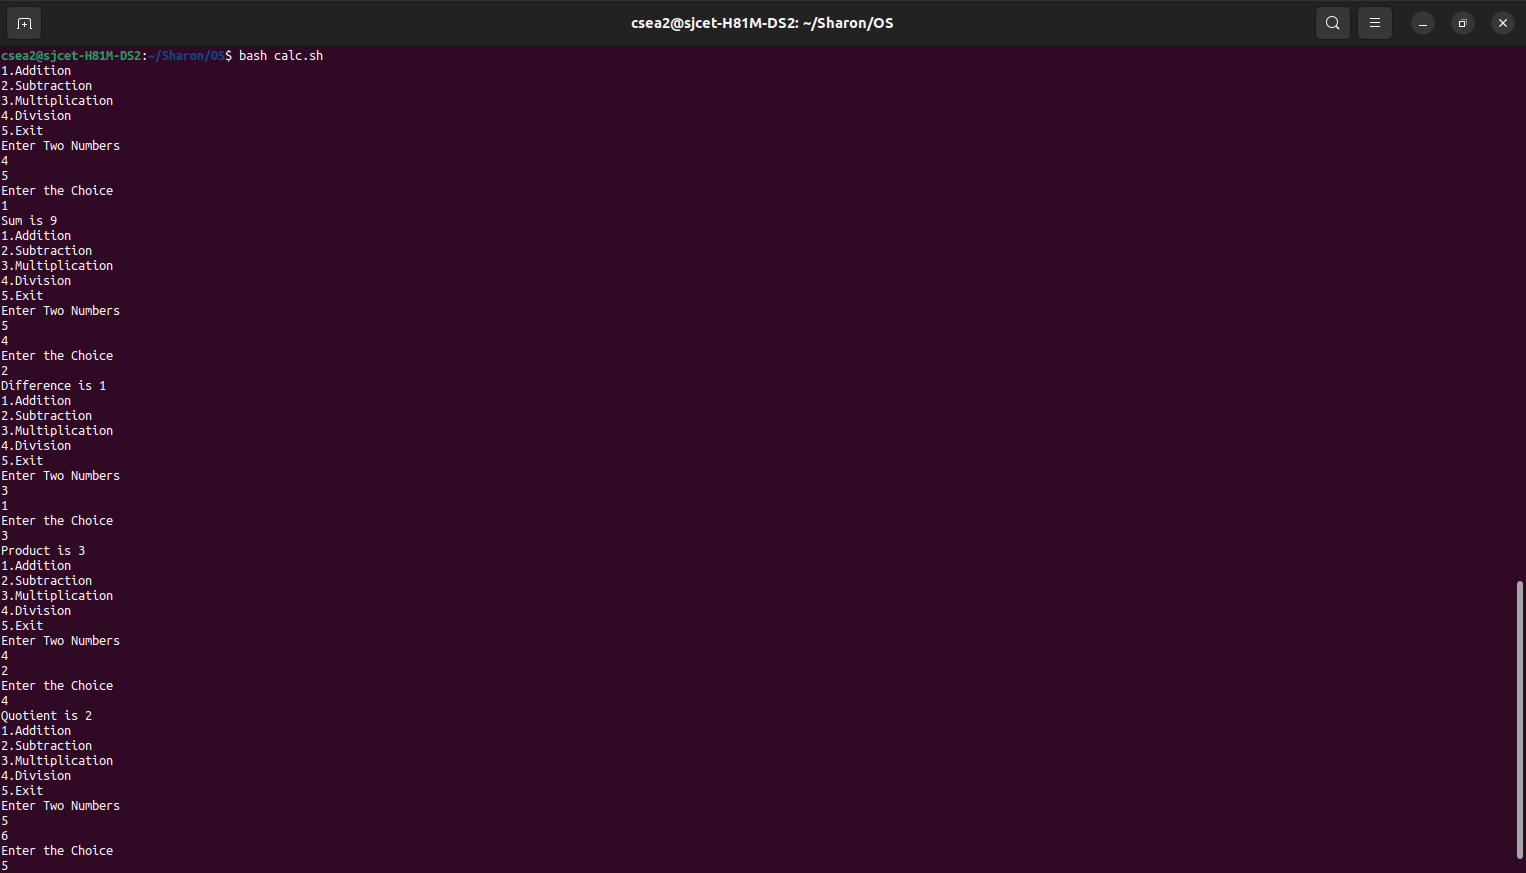 csea2@sjcet-H81M-DS2: ~/Sharon/OS
csea2@sjcet-H81M-DS2:~/Sharon/OS$ bash calc.sh
1.Addition
2.Subtraction
3.Multiplication
4.Division
5.Exit
Enter Two Numbers
4
5
Enter the Choice
1
Sum is 9
1.Addition
2.Subtraction
3.Multiplication
4.Division
5.Exit
Enter Two Numbers
5
4
Enter the Choice
2
Difference is 1
1.Addition
2.Subtraction
3.Multiplication
4.Division
5.Exit
Enter Two Numbers
3
1
Enter the Choice
3
Product is 3
1.Addition
2.Subtraction
3.Multiplication
4.Division
5.Exit
Enter Two Numbers
4
2
Enter the Choice
4
Quotient is 2
1.Addition
2.Subtraction
3.Multiplication
4.Division
5.Exit
Enter Two Numbers
5
6
Enter the Choice
5